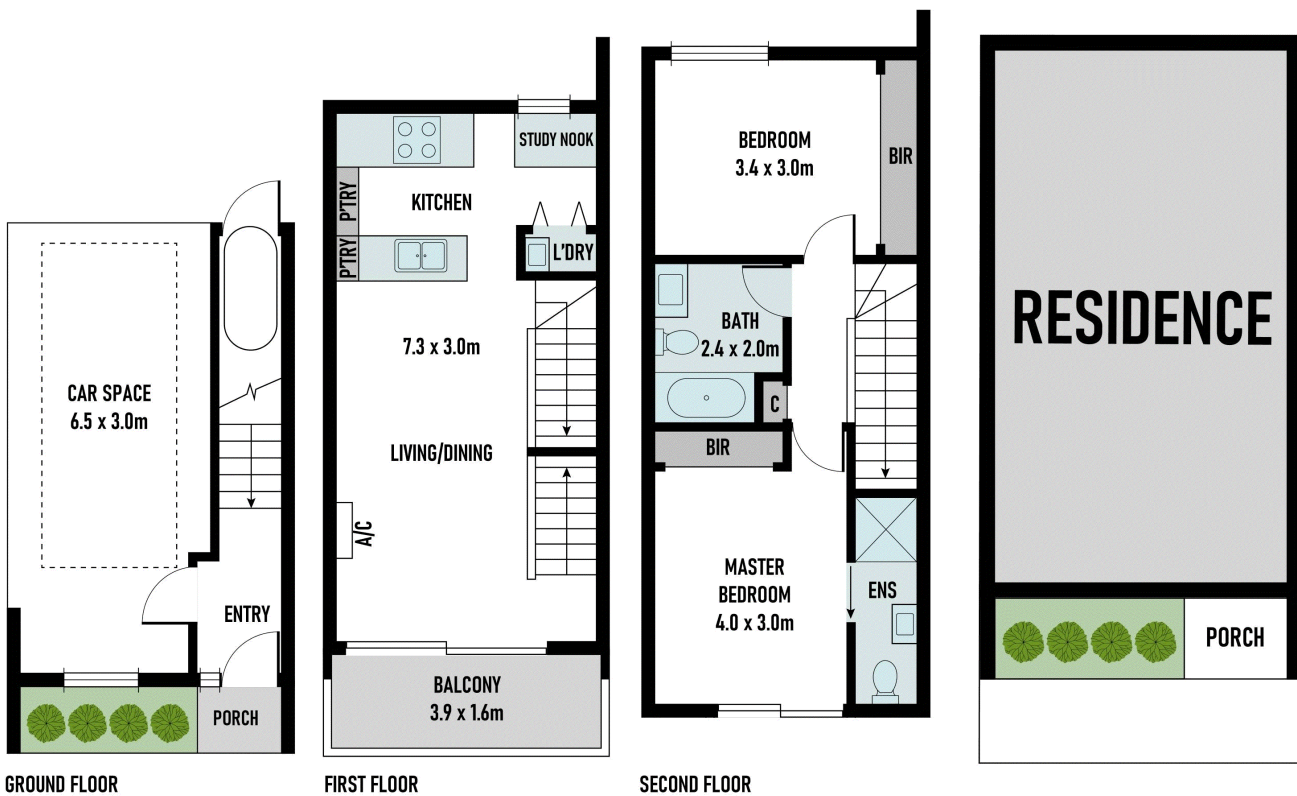 CAR SPACE
6.5 x 3.0m
ENTRY
PORCH
GROUND FLOOR
STUDY NOOK
P'TRY
KITCHEN
P'TRY
L'DRY
7.3 x 3.0m
LIVING/DINING
A/C
BALCONY
3.9 x 1.6m
FIRST FLOOR
BEDROOM
3.4 x 3.0m
BIR
BATH
2.4 x 2.0m
C
BIR
MASTER
BEDROOM
4.0 x 3.0m
ENS
SECOND FLOOR
RESIDENCE
PORCH